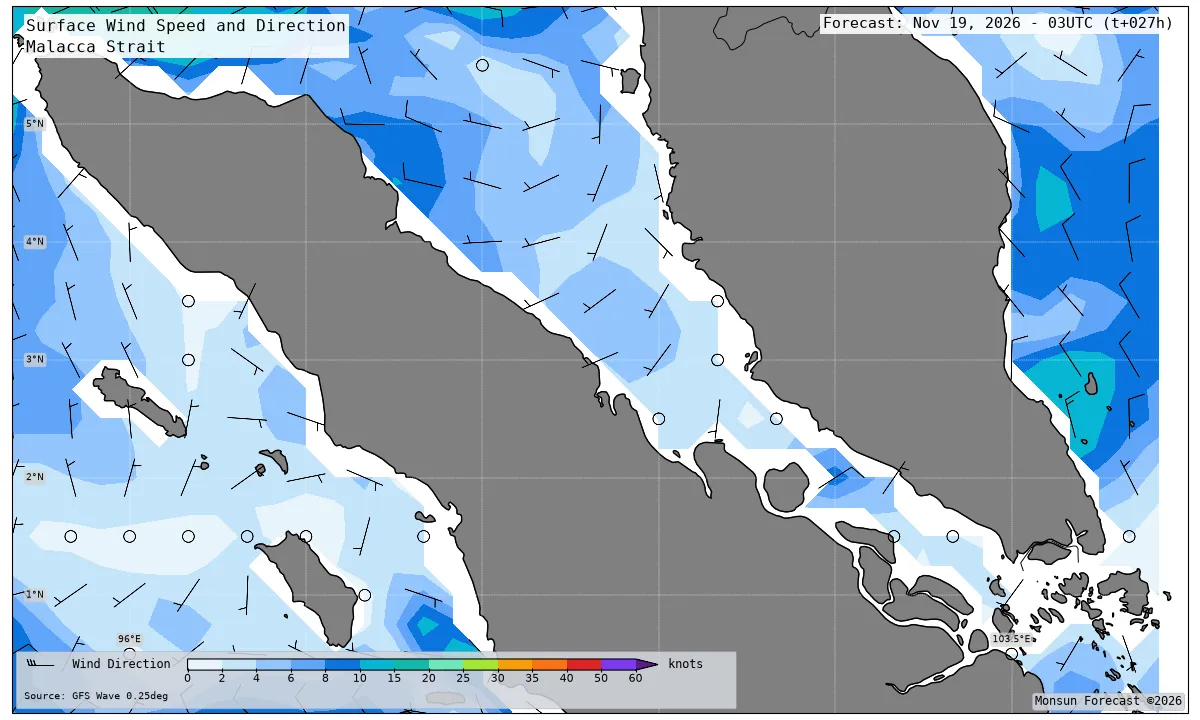 Surface Wind Speed and Direction
Malacca Strait
Forecast: Nov 19, 2026 - 03UTC (t+027h)
5°N
4°N
3°N
2°N
1°N
96°E
103.5°E
Wind Direction
knots
0 2 4 6 8 10 15 20 25 30 35 40 50 60
Source: GFS Wave 0.25deg
Monsun Forecast ©2026